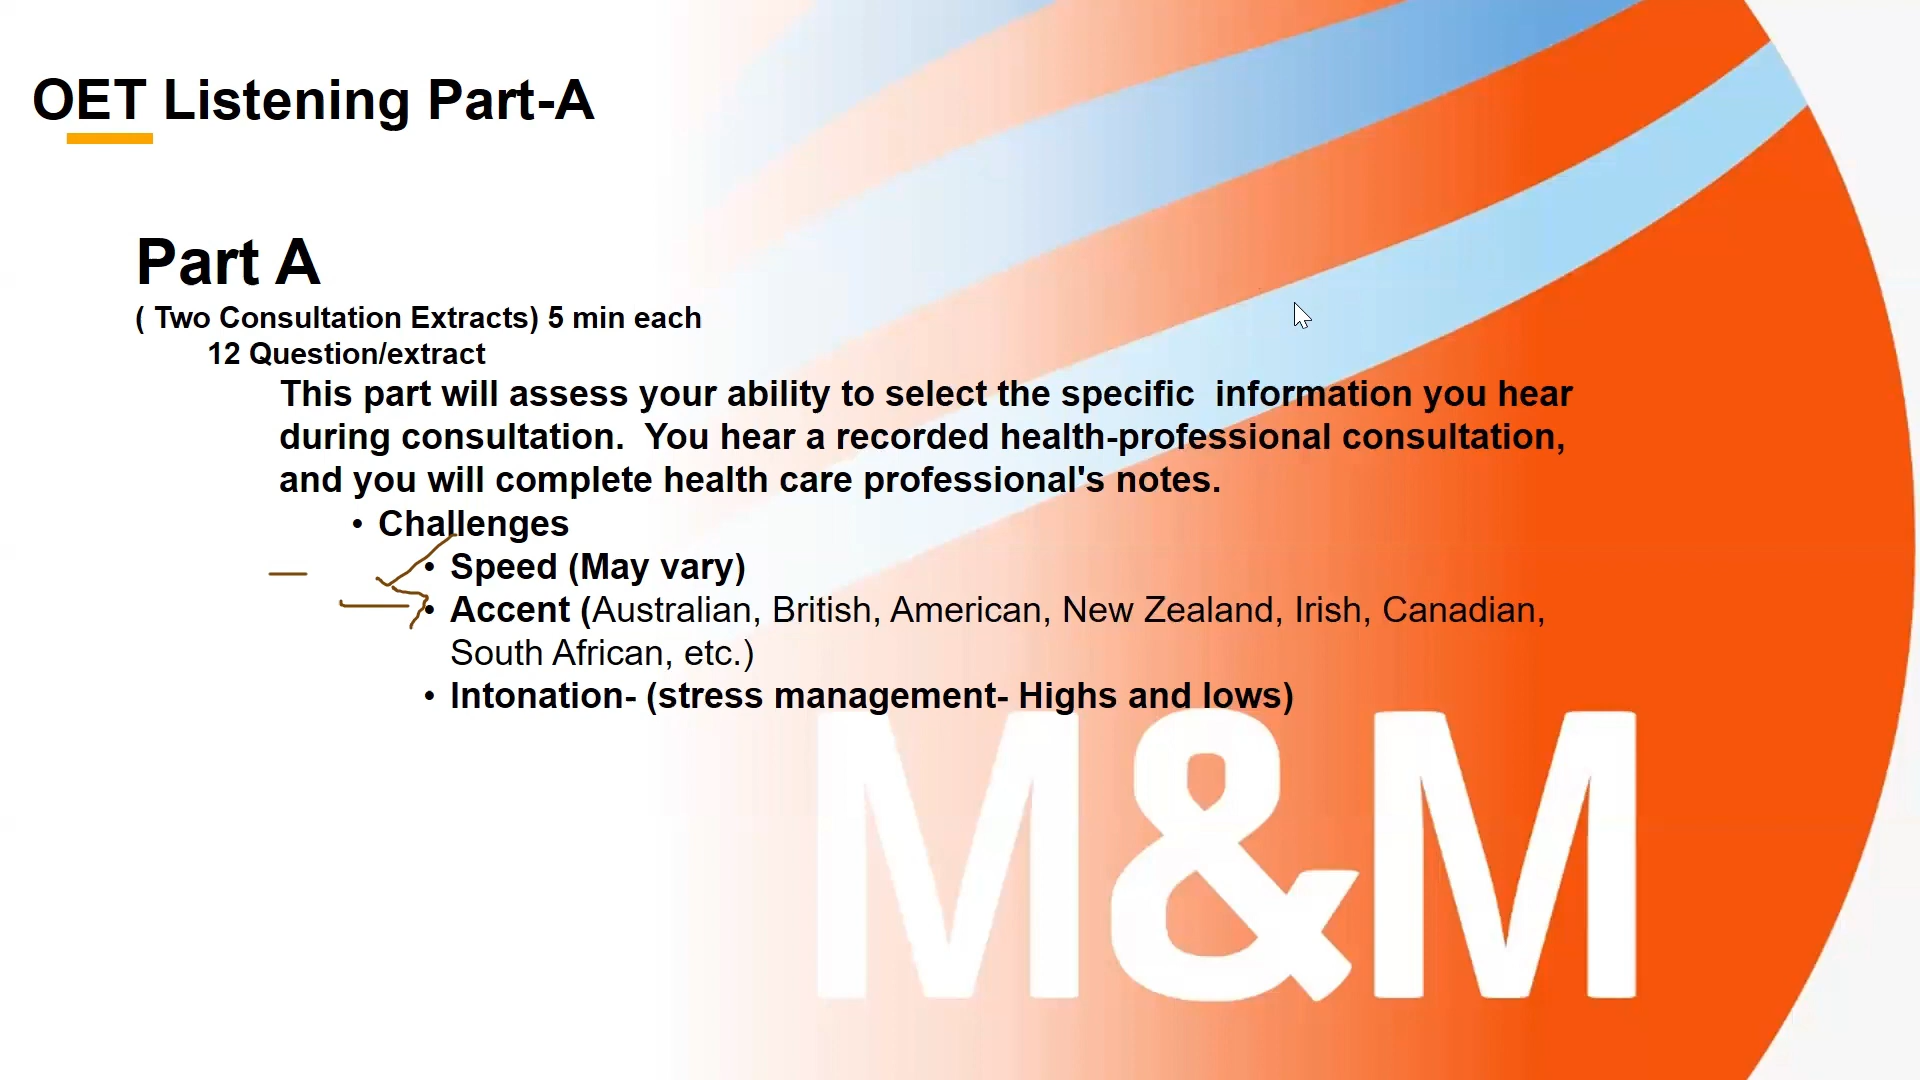 OET Listening Part-A
Part A
( Two Consultation Extracts) 5 min each
12 Question/extract
This part will assess your ability to select the specific  information you hear
during consultation.  You hear a recorded health-professional consultation,
and you will complete health care professional's notes.
• Challenges
• Speed (May vary)
• Accent (Australian, British, American, New Zealand, Irish, Canadian,
South African, etc.)
• Intonation- (stress management- Highs and lows)
M&M